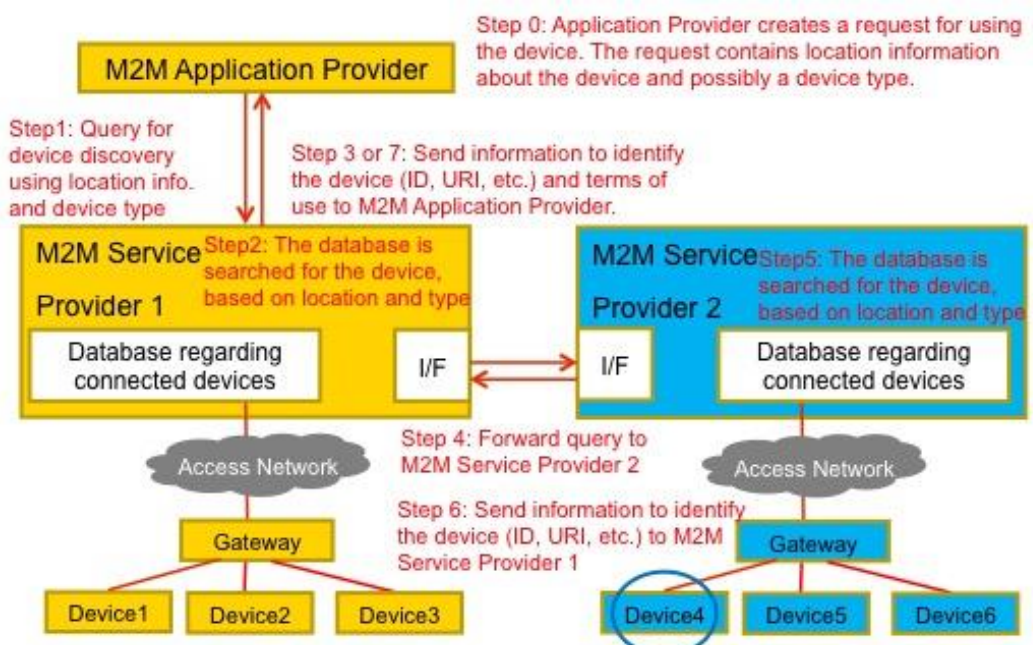 Step 0: Application Provider creates a request for using
the device. The request contains location information
about the device and possibly a device type.
M2M Application Provider
Step1: Query for
device discovery
using location info.
and device type
Step 3 or 7: Send information to identify
the device (ID, URI, etc.) and terms of
use to M2M Application Provider.
M2M Service
Provider 1
Step2: The database is
searched for the device,
based on location and type
Database regarding
connected devices
I/F
M2M Service
Provider 2
Step5: The database is
searched for the device,
based on location and type
I/F
Database regarding
connected devices
Step 4: Forward query to
M2M Service Provider 2
Access Network
Access Network
Step 6: Send information to identify
the device (ID, URI, etc.) to M2M
Service Provider 1
Gateway
Gateway
Device1
Device2
Device3
Device4
Device5
Device6